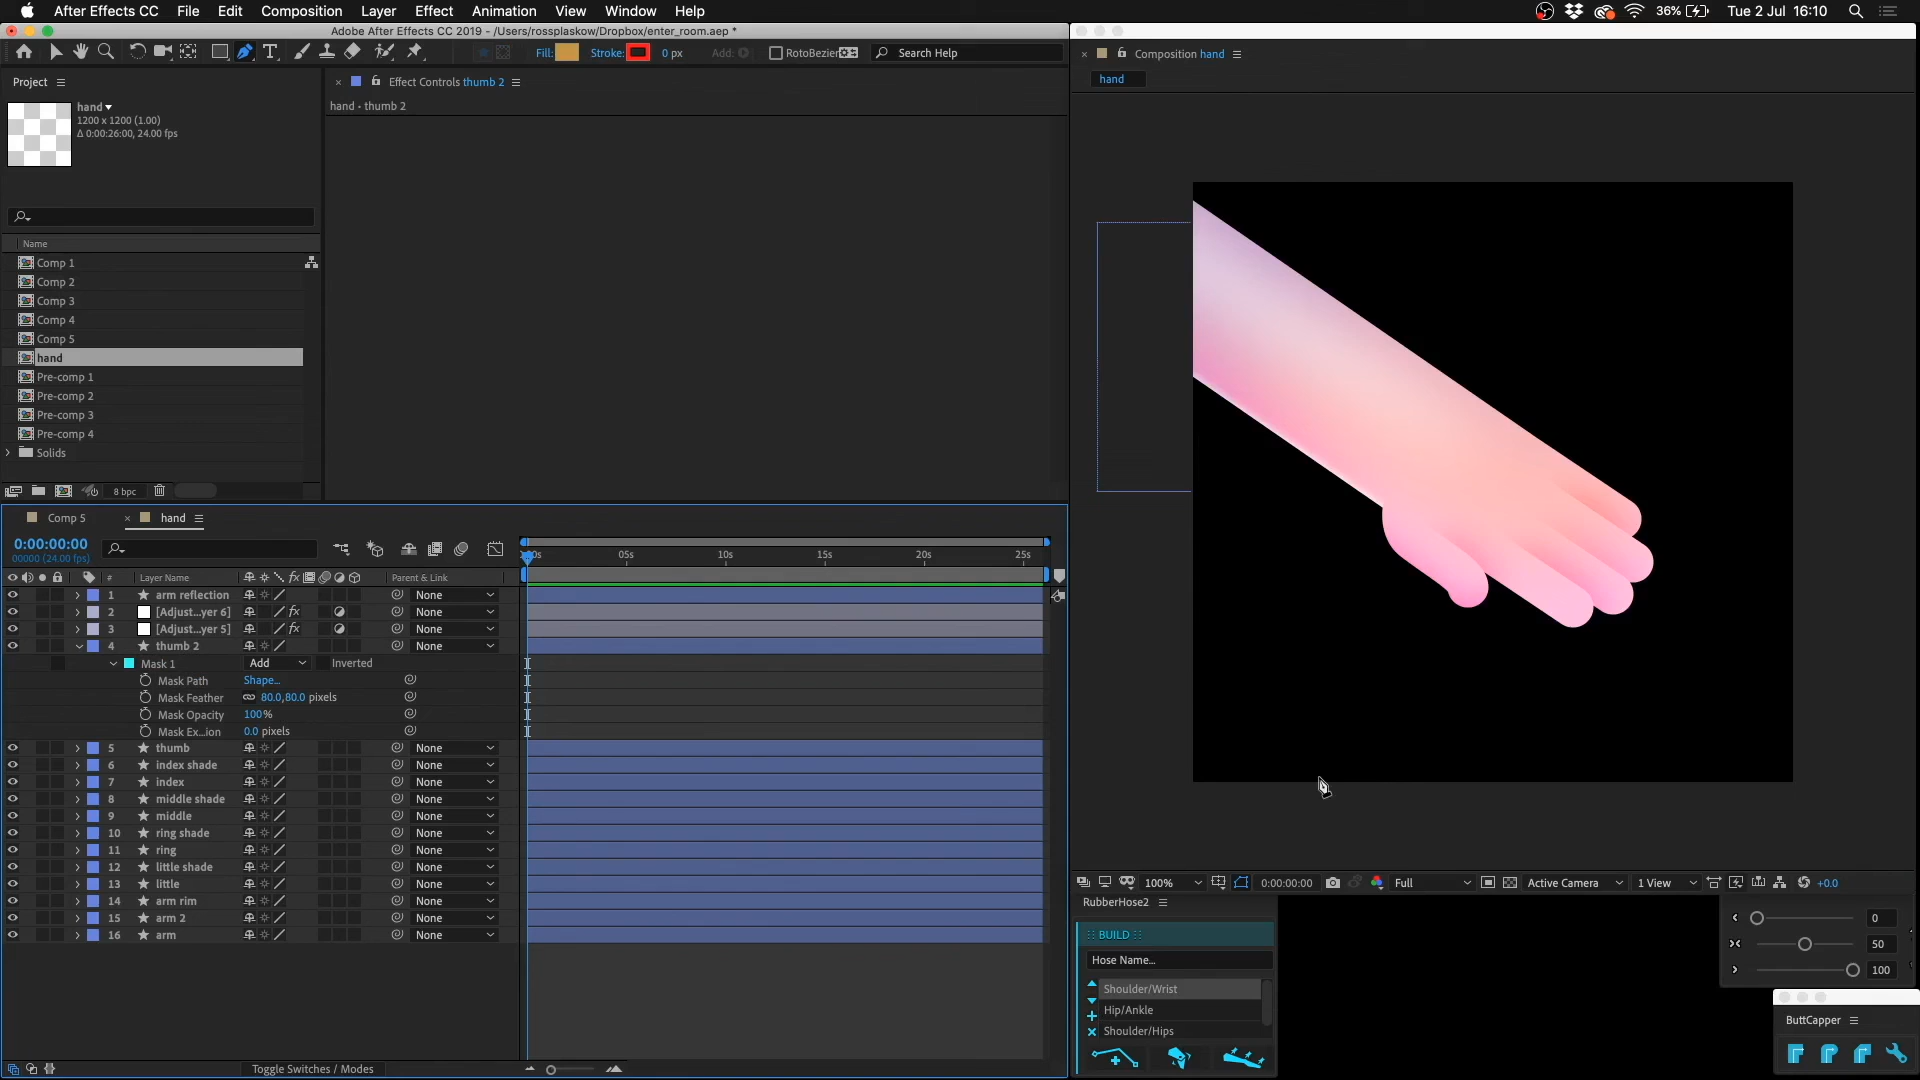 After Effects CC File Edit Composition Layer Effect Animation View Window Help 36% Tue 2 Jul 16:10
Adobe After Effects CC 2019 - /Users/rossplaskow/Dropbox/enter_room.aep *
Fill: Stroke: 0 px Add: RotoBezier Search Help
Project
Effect Controls thumb 2
Composition hand
hand
hand • thumb 2
hand
1200 x 1200 (1.00)
Δ 0:00:26:00, 24.00 fps
Name
Comp 1
Comp 2
Comp 3
Comp 4
Comp 5
hand
Pre-comp 1
Pre-comp 2
Pre-comp 3
Pre-comp 4
Solids
8 bpc
Comp 5 hand
0:00:00:00
00000 (24.00 fps)
05s 10s 15s 20s 25s
# Layer Name fx Parent & Link
1 arm reflection None
2 [Adjust...yer 6] fx None
3 [Adjust...yer 5] fx None
4 thumb 2 None
Mask 1 Add Inverted
Mask Path Shape...
Mask Feather 80.0,80.0 pixels
Mask Opacity 100%
Mask Ex...ion 0.0 pixels
5 thumb None
6 index shade None
7 index None
8 middle shade None
9 middle None
10 ring shade None
11 ring None
12 little shade None
13 little None
14 arm rim None
15 arm 2 None
16 arm None
Toggle Switches / Modes
100% 0:00:00:00 Full Active Camera 1 View +0.0
RubberHose2
:: BUILD ::
Hose Name...
Shoulder/Wrist
Hip/Ankle
Shoulder/Hips
0
50
100
ButtCapper